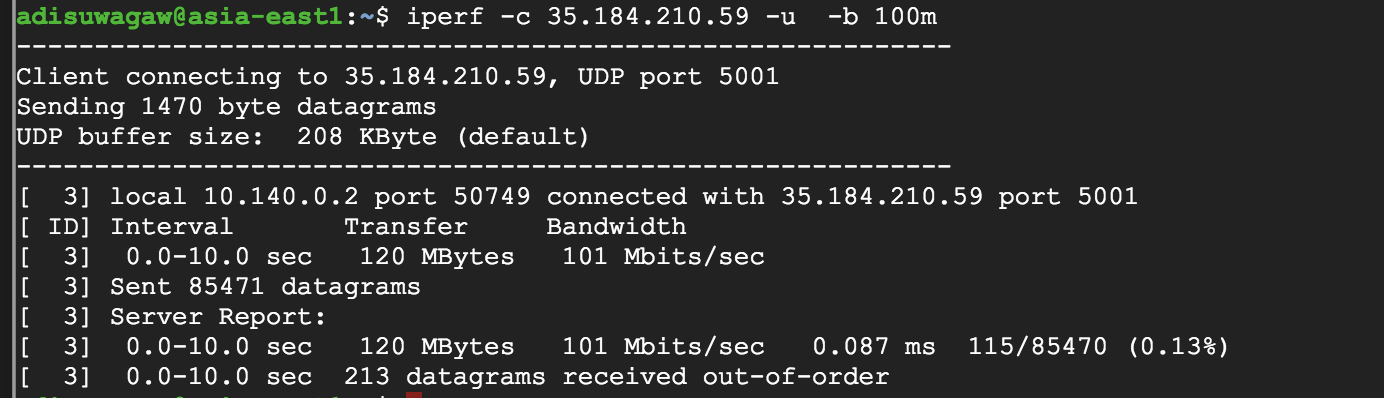 adisuwagaw@asia-east1:~$ iperf -c 35.184.210.59 -u  -b 100m
------------------------------------------------------------
Client connecting to 35.184.210.59, UDP port 5001
Sending 1470 byte datagrams
UDP buffer size:  208 KByte (default)
------------------------------------------------------------
[  3] local 10.140.0.2 port 50749 connected with 35.184.210.59 port 5001
[ ID] Interval       Transfer     Bandwidth
[  3]  0.0-10.0 sec   120 MBytes   101 Mbits/sec
[  3] Sent 85471 datagrams
[  3] Server Report:
[  3]  0.0-10.0 sec   120 MBytes   101 Mbits/sec   0.087 ms  115/85470 (0.13%)
[  3]  0.0-10.0 sec  213 datagrams received out-of-order